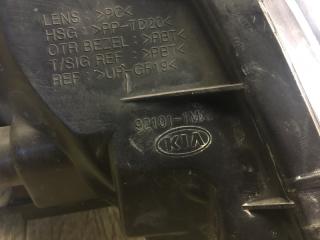 LENS : >PC<
HSG : >PP-TD20<
OTR BEZEL : >PBT<
T/SIG REF : >PBT<
REF : >UP-GF19<
92101-1M
KIA